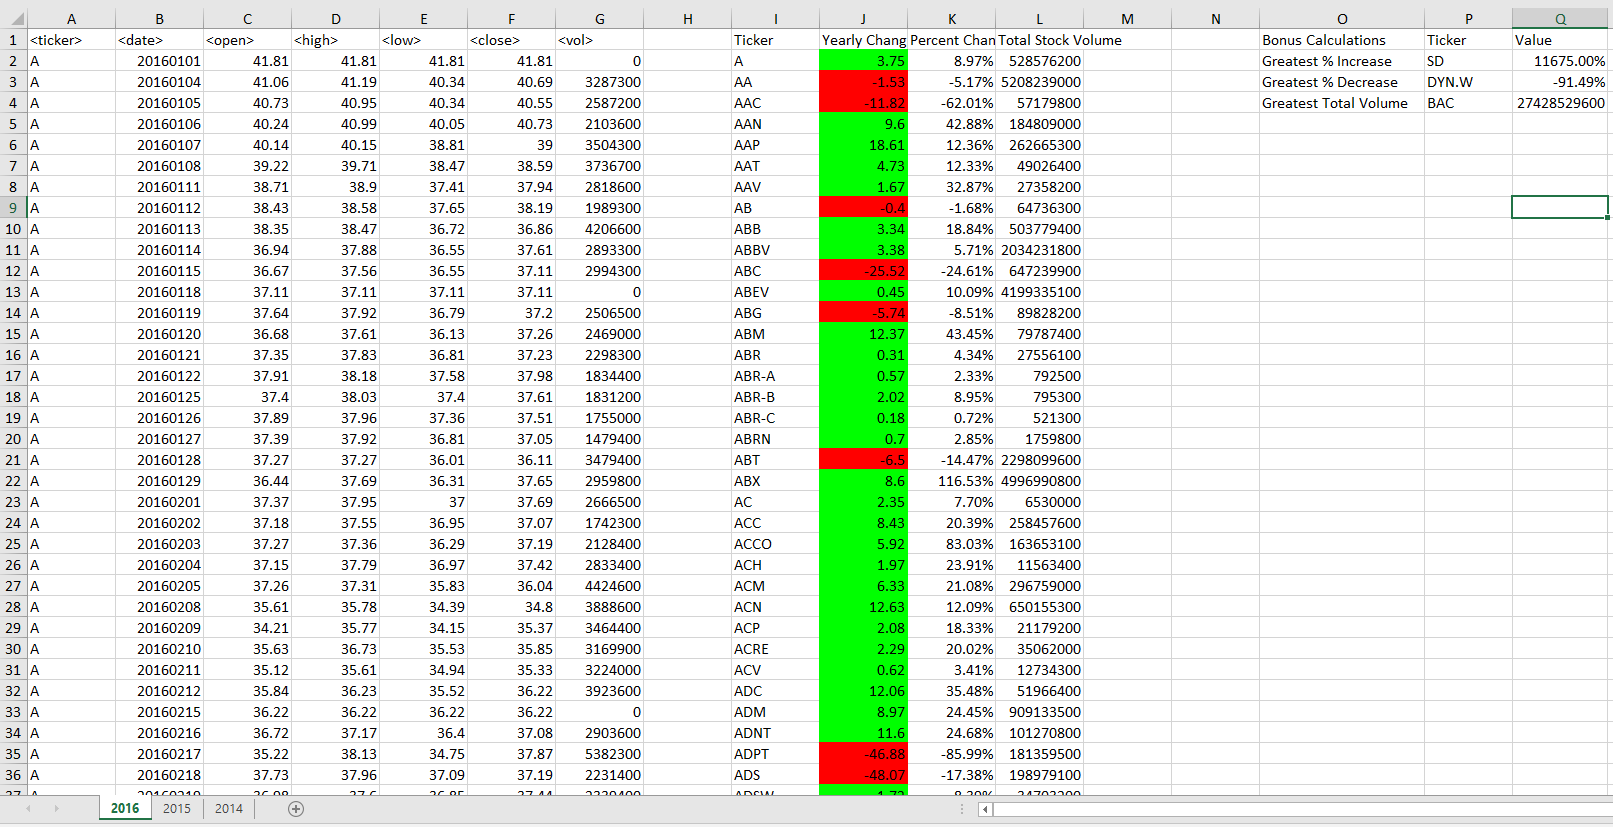 A B C D E F G H I J K L M N O P Q
1 <ticker> <date> <open> <high> <low> <close> <vol> Ticker Yearly Chang Percent Chan Total Stock Volume Bonus Calculations Ticker Value
2 A 20160101 41.81 41.81 41.81 41.81 0 A 3.75 8.97% 528576200 Greatest % Increase SD 11675.00%
3 A 20160104 41.06 41.19 40.34 40.69 3287300 AA -1.53 -5.17% 5208239000 Greatest % Decrease DYN.W -91.49%
4 A 20160105 40.73 40.95 40.34 40.55 2587200 AAC -11.82 -62.01% 57179800 Greatest Total Volume BAC 27428529600
5 A 20160106 40.24 40.99 40.05 40.73 2103600 AAN 9.6 42.88% 184809000
6 A 20160107 40.14 40.15 38.81 39 3504300 AAP 18.61 12.36% 262665300
7 A 20160108 39.22 39.71 38.47 38.59 3736700 AAT 4.73 12.33% 49026400
8 A 20160111 38.71 38.9 37.41 37.94 2818600 AAV 1.67 32.87% 27358200
9 A 20160112 38.43 38.58 37.65 38.19 1989300 AB -0.4 -1.68% 64736300
10 A 20160113 38.35 38.47 36.72 36.86 4206600 ABB 3.34 18.84% 503779400
11 A 20160114 36.94 37.88 36.55 37.61 2893300 ABBV 3.38 5.71% 2034231800
12 A 20160115 36.67 37.56 36.55 37.11 2994300 ABC -25.52 -24.61% 647239900
13 A 20160118 37.11 37.11 37.11 37.11 0 ABEV 0.45 10.09% 4199335100
14 A 20160119 37.64 37.92 36.79 37.2 2506500 ABG -5.74 -8.51% 89828200
15 A 20160120 36.68 37.61 36.13 37.26 2469000 ABM 12.37 43.45% 79787400
16 A 20160121 37.35 37.83 36.81 37.23 2298300 ABR 0.31 4.34% 27556100
17 A 20160122 37.91 38.18 37.58 37.98 1834400 ABR-A 0.57 2.33% 792500
18 A 20160125 37.4 38.03 37.4 37.61 1831200 ABR-B 2.02 8.95% 795300
19 A 20160126 37.89 37.96 37.36 37.51 1755000 ABR-C 0.18 0.72% 521300
20 A 20160127 37.39 37.92 36.81 37.05 1479400 ABRN 0.7 2.85% 1759800
21 A 20160128 37.27 37.27 36.01 36.11 3479400 ABT -6.5 -14.47% 2298099600
22 A 20160129 36.44 37.69 36.31 37.65 2959800 ABX 8.6 116.53% 4996990800
23 A 20160201 37.37 37.95 37 37.69 2666500 AC 2.35 7.70% 6530000
24 A 20160202 37.18 37.55 36.95 37.07 1742300 ACC 8.43 20.39% 258457600
25 A 20160203 37.27 37.36 36.29 37.19 2128400 ACCO 5.92 83.03% 163653100
26 A 20160204 37.15 37.79 36.97 37.42 2833400 ACH 1.97 23.91% 11563400
27 A 20160205 37.26 37.31 35.83 36.04 4424600 ACM 6.33 21.08% 296759000
28 A 20160208 35.61 35.78 34.39 34.8 3888600 ACN 12.63 12.09% 650155300
29 A 20160209 34.21 35.77 34.15 35.37 3464400 ACP 2.08 18.33% 21179200
30 A 20160210 35.63 36.73 35.53 35.85 3169900 ACRE 2.29 20.02% 35062000
31 A 20160211 35.12 35.61 34.94 35.33 3224000 ACV 0.62 3.41% 12734300
32 A 20160212 35.84 36.23 35.52 36.22 3923600 ADC 12.06 35.48% 51966400
33 A 20160215 36.22 36.22 36.22 36.22 0 ADM 8.97 24.45% 909133500
34 A 20160216 36.72 37.17 36.4 37.08 2903600 ADNT 11.6 24.68% 101270800
35 A 20160217 35.22 38.13 34.75 37.87 5382300 ADPT -46.88 -85.99% 181359500
36 A 20160218 37.73 37.96 37.09 37.19 2231400 ADS -48.07 -17.38% 198979100
2016 2015 2014